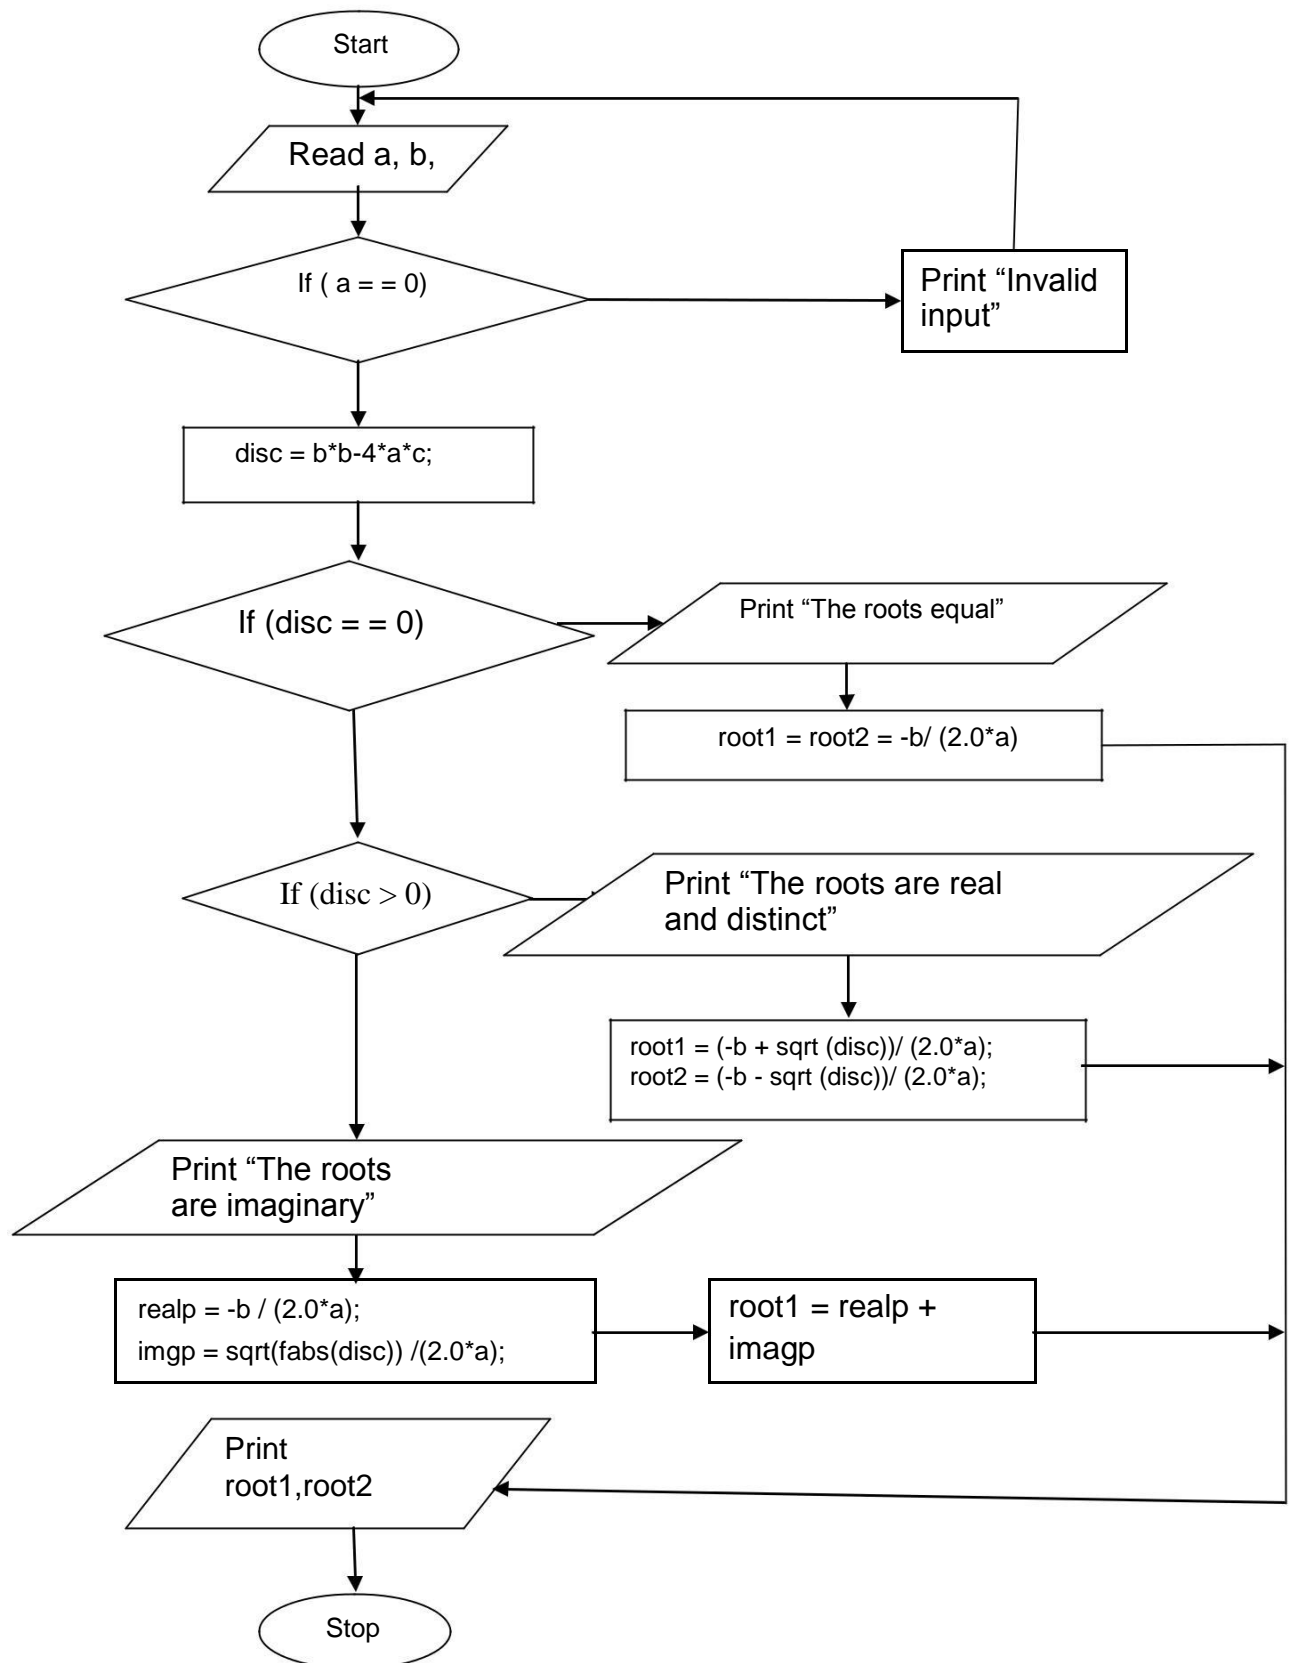 Start
Read a, b,
If ( a = = 0)
Print “Invalid
input”
disc = b*b-4*a*c;
If (disc = = 0)
Print “The roots equal”
root1 = root2 = -b/ (2.0*a)
If (disc > 0)
Print “The roots are real
and distinct”
root1 = (-b + sqrt (disc))/ (2.0*a);
root2 = (-b - sqrt (disc))/ (2.0*a);
Print “The roots
are imaginary”
realp = -b / (2.0*a);
imgp = sqrt(fabs(disc)) /(2.0*a);
root1 = realp +
imagp
Print
root1,root2
Stop